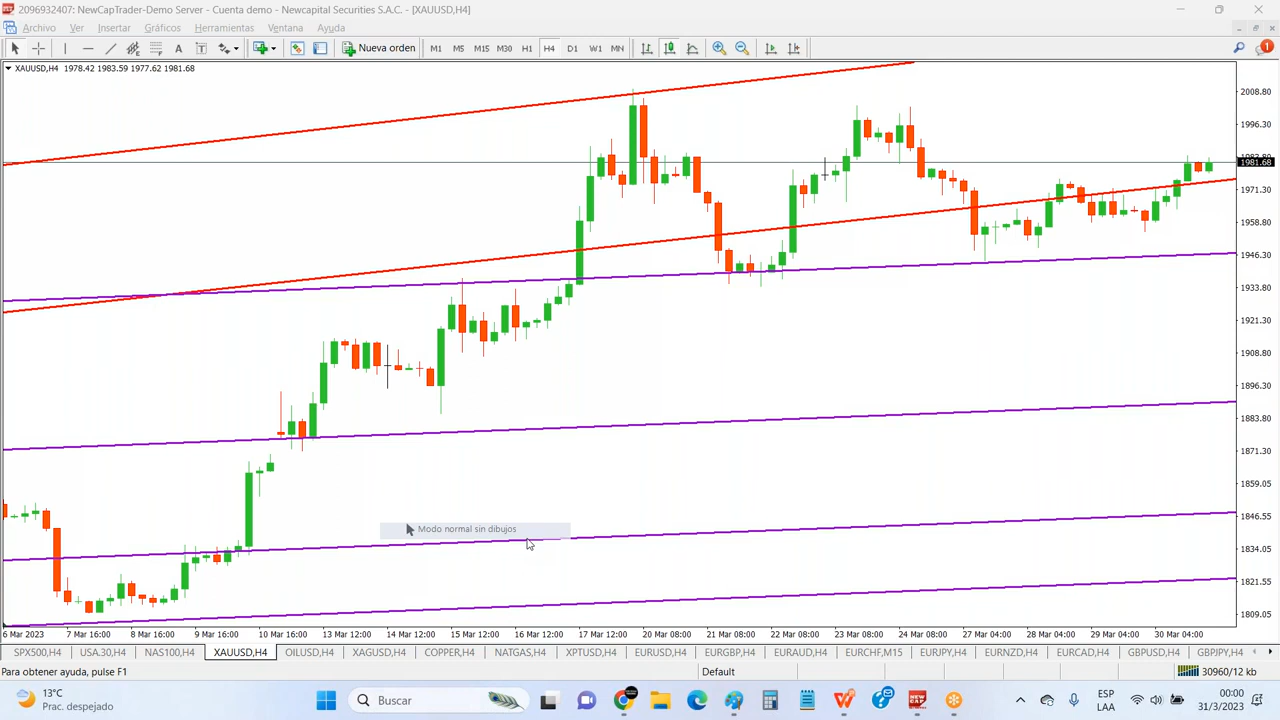 2096932407: NewCapTrader-Demo Server - Cuenta demo - Newcapital Securities S.A.C. - [XAUUSD,H4]
Archivo Ver Insertar Gráficos Herramientas Ventana Ayuda
A T Nueva orden M1 M5 M15 M30 H1 H4 D1 W1 MN 1
XAUUSD,H4 1978.42 1983.59 1977.62 1981.68
2008.80
1996.30
1981.68
1971.30
1958.80
1946.30
1933.80
1921.30
1908.80
1896.30
1883.80
1871.30
1859.05
1846.55
1834.05
1821.55
1809.05
Modo normal sin dibujos
6 Mar 2023 7 Mar 16:00 8 Mar 16:00 9 Mar 16:00 10 Mar 16:00 13 Mar 12:00 14 Mar 12:00 15 Mar 12:00 16 Mar 12:00 17 Mar 12:00 20 Mar 08:00 21 Mar 08:00 22 Mar 08:00 23 Mar 08:00 24 Mar 08:00 27 Mar 04:00 28 Mar 04:00 29 Mar 04:00 30 Mar 04:00
SPX500,H4 USA.30,H4 NAS100,H4 XAUUSD,H4 OILUSD,H4 XAGUSD,H4 COPPER,H4 NATGAS,H4 XPTUSD,H4 EURUSD,H4 EURGBP,H4 EURAUD,H4 EURCHF,M15 EURJPY,H4 EURNZD,H4 EURCAD,H4 GBPUSD,H4 GBPJPY,H4
Para obtener ayuda, pulse F1 Default 30960/12 kb
13°C
Prac. despejado
Buscar
ESP
LAA
00:00
31/3/2023